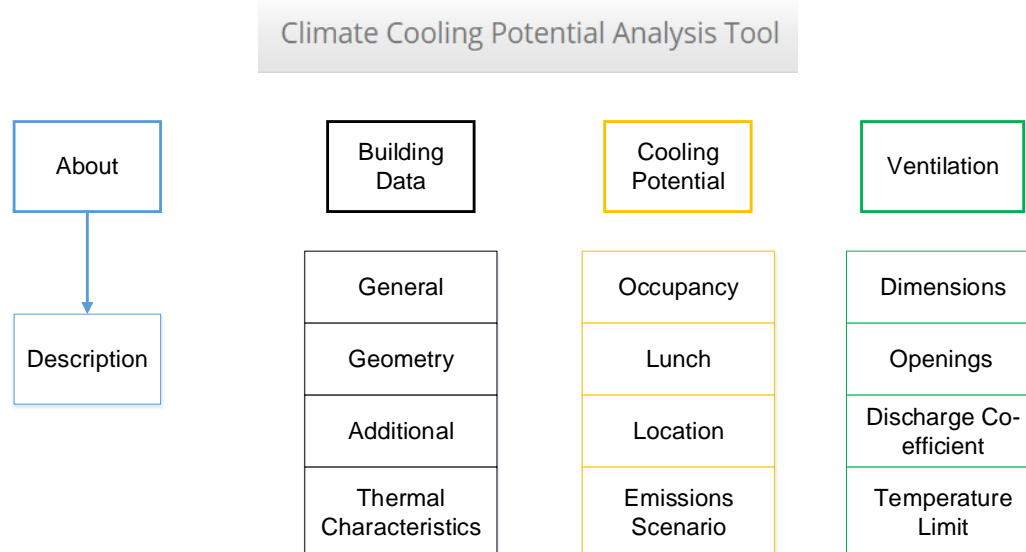 Climate Cooling Potential Analysis Tool
About
Building
Data
Cooling
Potential
Ventilation
Description
General
Geometry
Additional
Thermal
Characteristics
Occupancy
Lunch
Location
Emissions
Scenario
Dimensions
Openings
Discharge Co-
efficient
Temperature
Limit